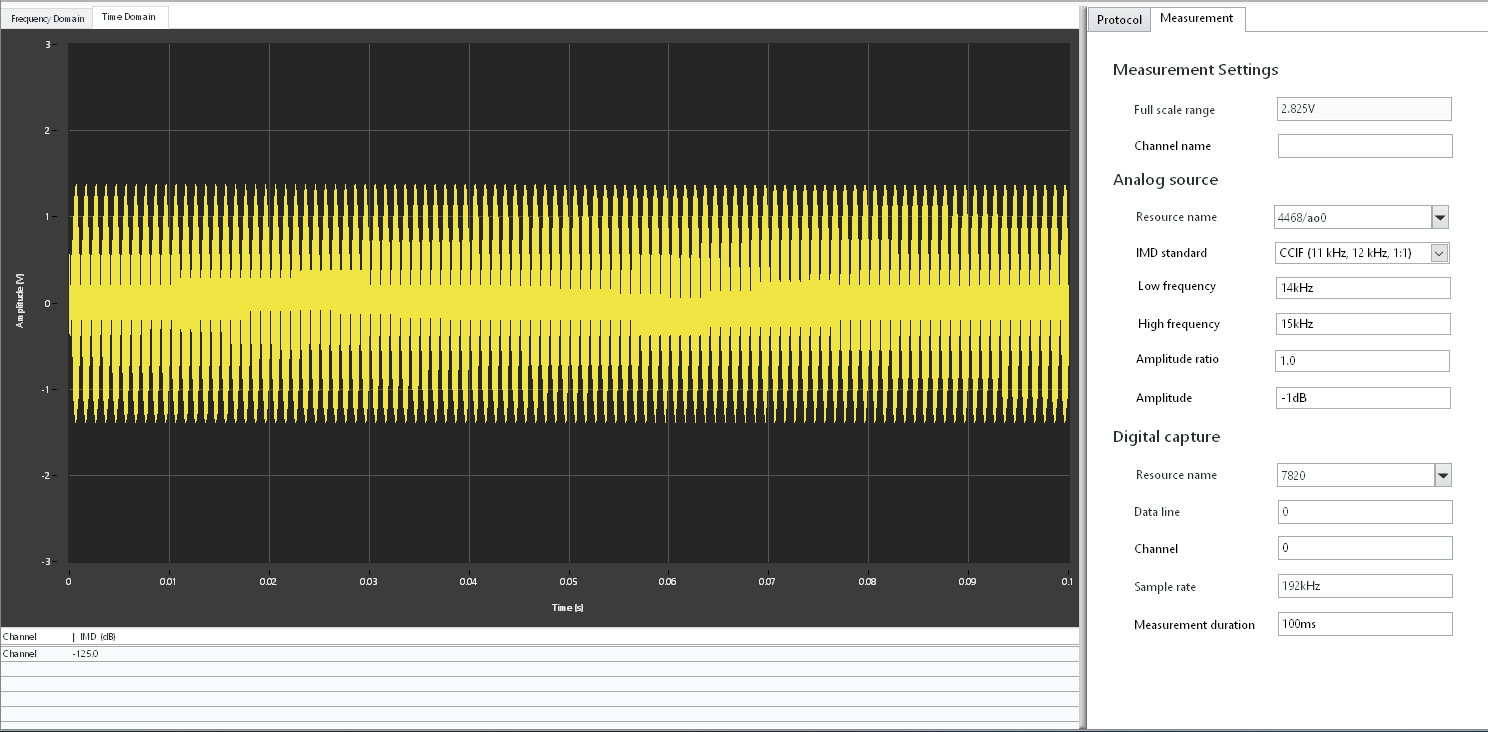 Frequency Domain Time Domain
3
2
1
0
-1
-2
-3
Amplitude (V)
0 0.01 0.02 0.03 0.04 0.05 0.06 0.07 0.08 0.09 0.1
Time (s)
Channel | IMD (dB)
Channel -125.0
Protocol Measurement
Measurement Settings
Full scale range 2.825V
Channel name
Analog source
Resource name 4468/ao0
IMD standard CCIF (11 kHz, 12 kHz, 1:1)
Low frequency 14kHz
High frequency 15kHz
Amplitude ratio 1.0
Amplitude -1dB
Digital capture
Resource name 7820
Data line 0
Channel 0
Sample rate 192kHz
Measurement duration 100ms